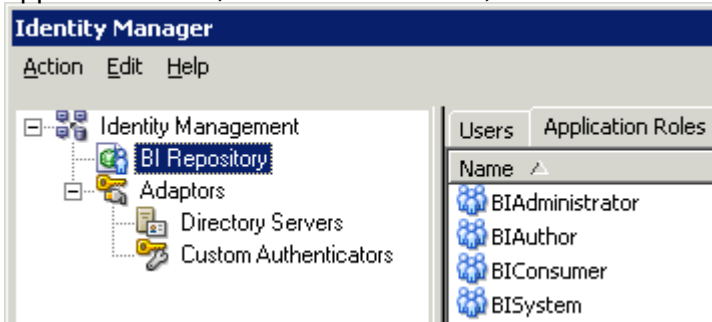 Identity Manager
Action Edit Help
Identity Management
BI Repository
Adaptors
Directory Servers
Custom Authenticators
Users Application Roles
Name
BIAdministrator
BIAuthor
BIConsumer
BISystem